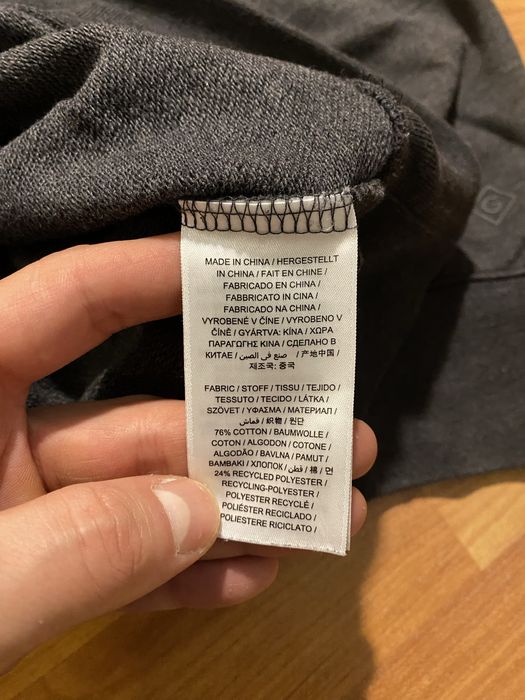 MADE IN CHINA / HERGESTELLT
IN CHINA / FAIT EN CHINE /
FABRICADO EN CHINA /
FABBRICATO IN CINA /
FABRICADO NA CHINA /
VYROBENÉ V ČÍNE / VYROBENO V
ČÍNE / GYÁRTVA: KÍNA / ΧΩΡΑ
ΠΑΡΑΓΩΓΗΣ ΚΙΝΑ / СДЕЛАНО В
КИТАЕ / صنع في الصين / 产地中国 /
제조국: 중국
FABRIC / STOFF / TISSU / TEJIDO /
TESSUTO / TECIDO / LÁTKA /
SZÖVET / ΥΦΑΣΜΑ / МАТЕРИАЛ /
قماش / 织物 / 원단
76% COTTON / BAUMWOLLE /
COTON / ALGODON / COTONE /
ALGODÃO / BAVLNA / PAMUT /
ΒΑΜΒΑΚΙ / ХЛОПОК / قطن / 棉 / 면
24% RECYCLED POLYESTER /
RECYCLING-POLYESTER /
POLYESTER RECYCLÉ /
POLIÉSTER RECICLADO /
POLIESTERE RICICLATO /
G